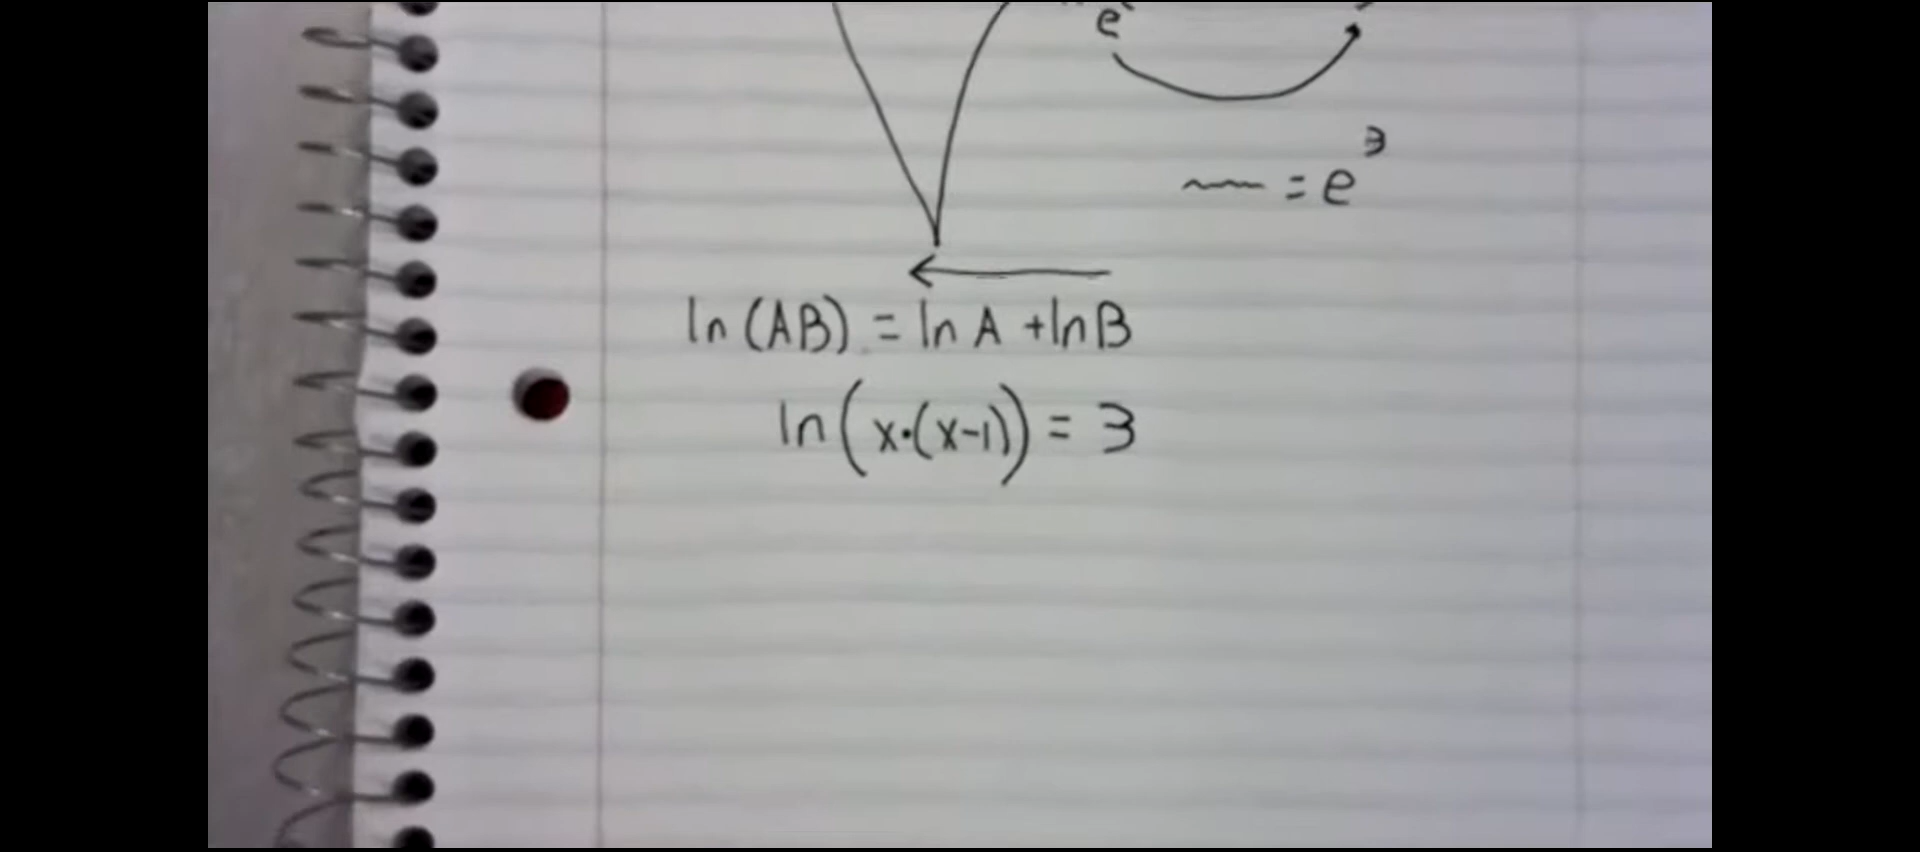 e
~~~ = e³
ln (AB) = ln A + ln B
ln (x·(x-1)) = 3